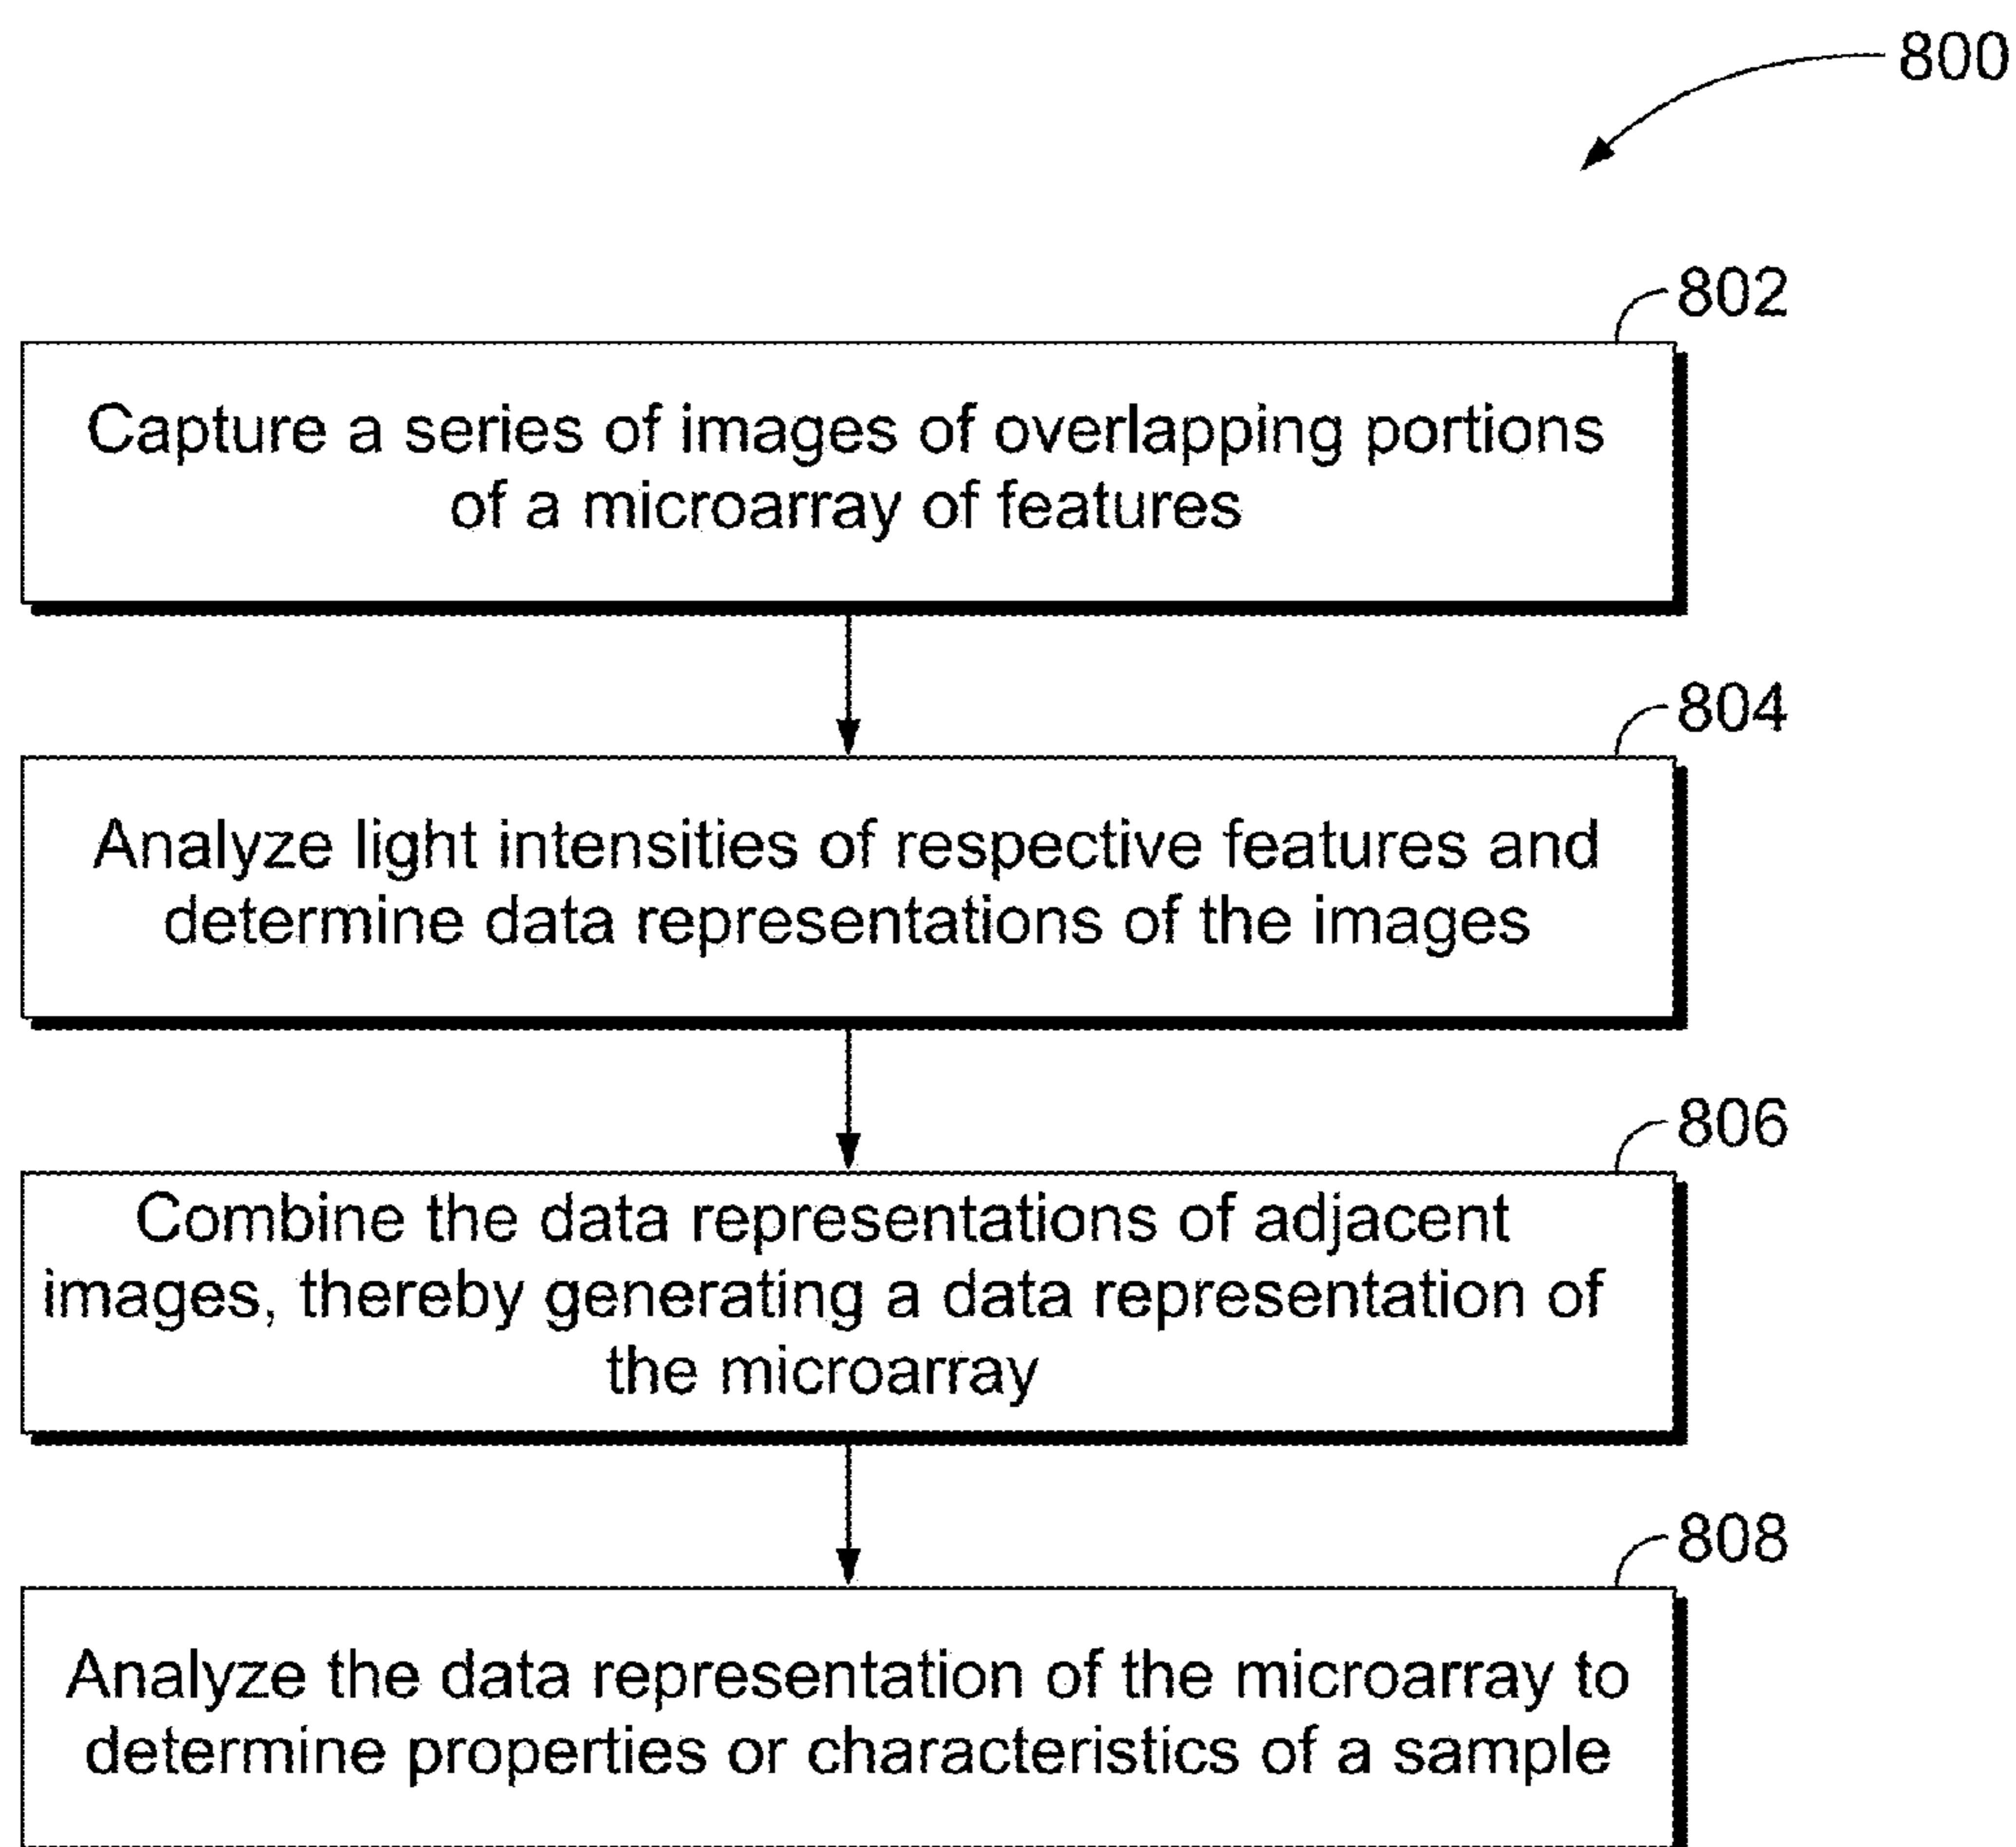 800
802
Capture a series of images of overlapping portions
of a microarray of features
804
Analyze light intensities of respective features and
determine data representations of the images
806
Combine the data representations of adjacent
images, thereby generating a data representation of
the microarray
808
Analyze the data representation of the microarray to
determine properties or characteristics of a sample